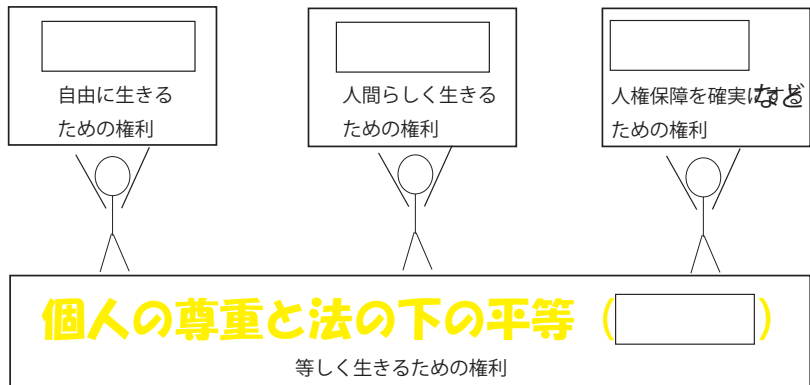 自由に生きる
ための権利
人間らしく生きる
ための権利
人権保障を確実にする
ための権利
など
個人の尊重と法の下の平等（　　　）
等しく生きるための権利